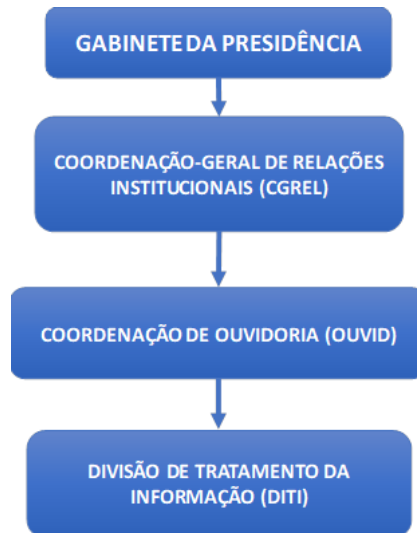 GABINETE DA PRESIDÊNCIA
COORDENAÇÃO-GERAL DE RELAÇÕES
INSTITUCIONAIS (CGREL)
COORDENAÇÃO DE OUVIDORIA (OUVID)
DIVISÃO DE TRATAMENTO DA
INFORMAÇÃO (DITI)